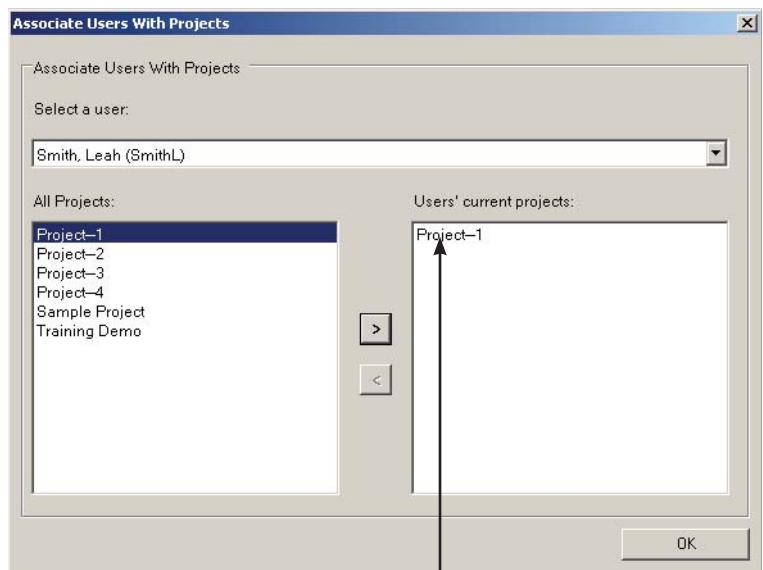 Associate Users With Projects
Associate Users With Projects
Select a user:
Smith, Leah (SmithL)
All Projects:
Project–1
Project–2
Project–3
Project–4
Sample Project
Training Demo
>
<
Users' current projects:
Project–1
OK